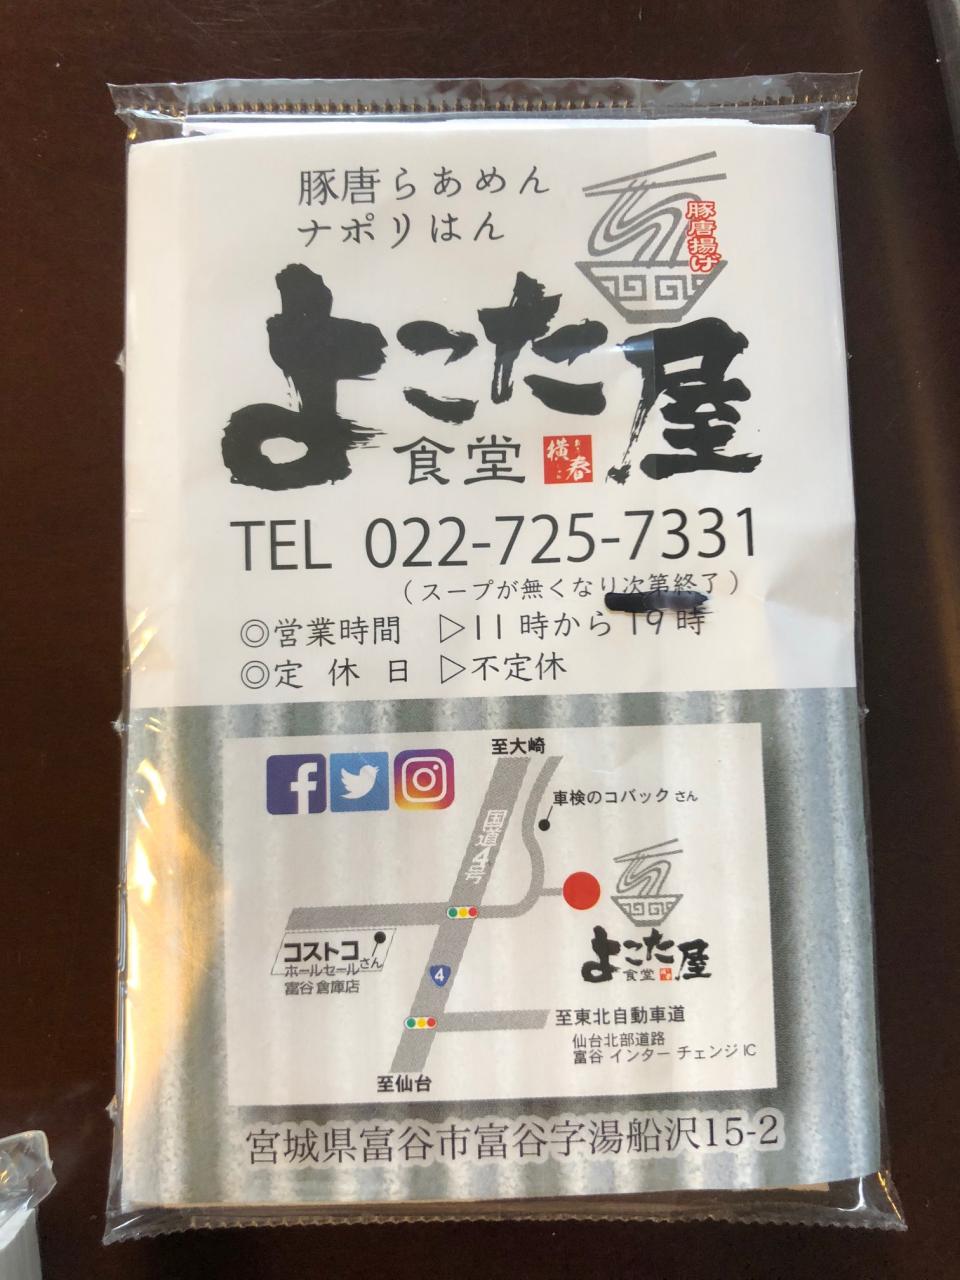 豚唐らあめん
ナポリはん
豚唐揚げ
よこた屋
食堂
横春
TEL 022-725-7331
(スープが無くなり次第終了)
◎営業時間 ▷11時から19時
◎定 休 日 ▷不定休
至大崎
車検のコバックさん
国道4号
コストコ
ホールセールさん
富谷倉庫店
よこた屋
食堂
4
至東北自動車道
仙台北部道路
富谷 インター チェンジ IC
至仙台
宮城県富谷市富谷字湯船沢15-2